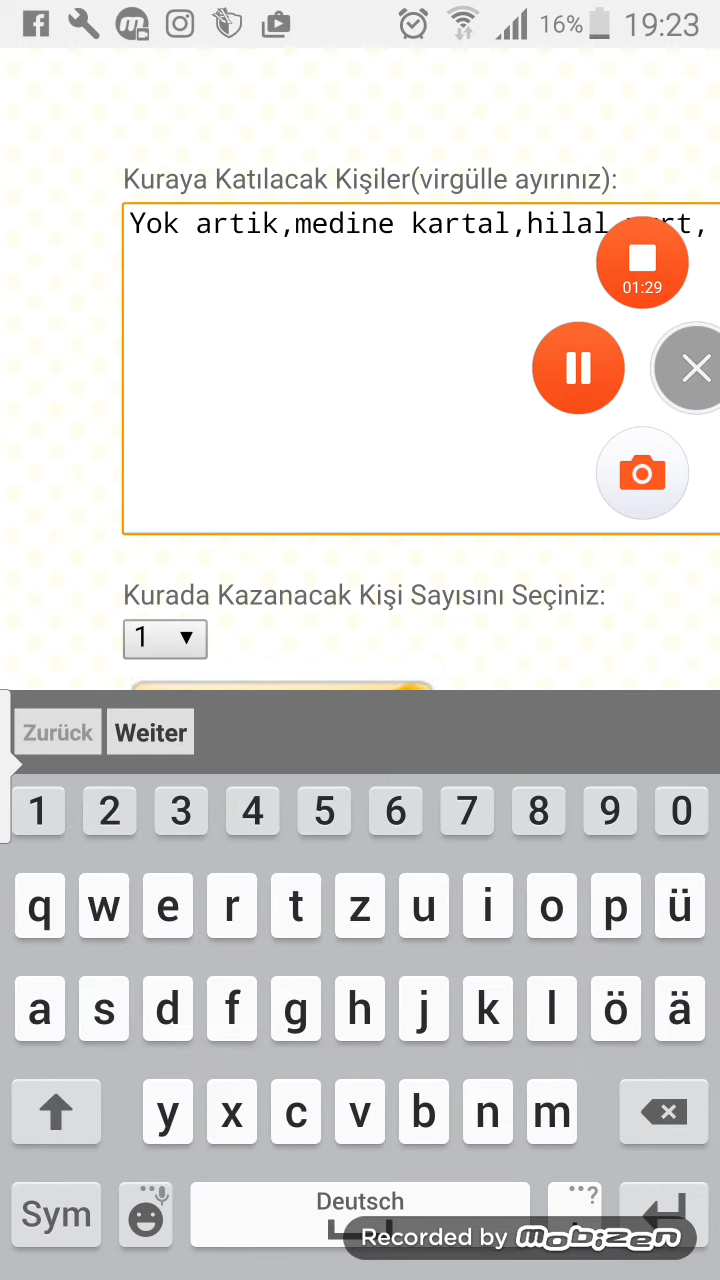 16% 19:23
Kuraya Katılacak Kişiler(virgülle ayırınız):
Yok artik,medine kartal,hilal
01:29
Kurada Kazanacak Kişi Sayısını Seçiniz:
1
Zurück Weiter
1 2 3 4 5 6 7 8 9 0
q w e r t z u i o p ü
a s d f g h j k l ö ä
y x c v b n m
Sym Deutsch ?
Recorded by mobizen